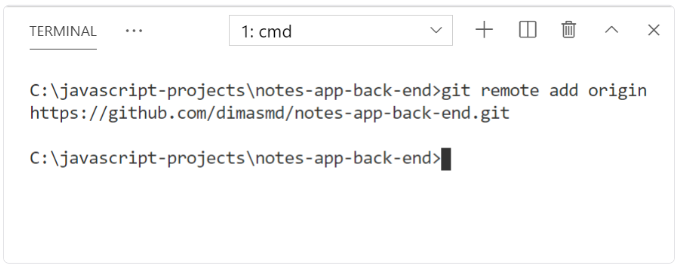 TERMINAL ... 1: cmd
C:\javascript-projects\notes-app-back-end>git remote add origin
https://github.com/dimasmd/notes-app-back-end.git
C:\javascript-projects\notes-app-back-end>